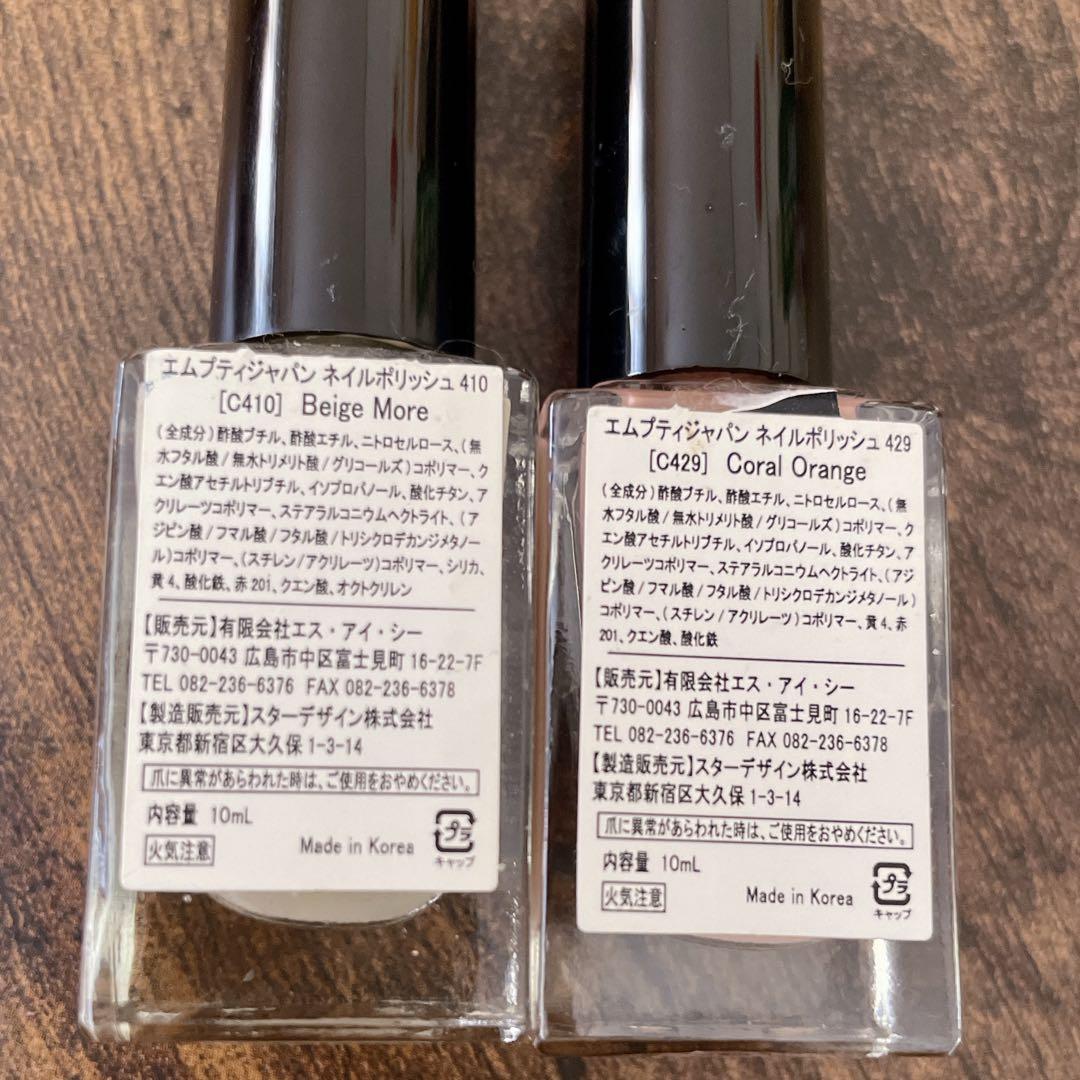 エムプティジャパン ネイルポリッシュ 410
[C410] Beige More
(全成分)酢酸ブチル、酢酸エチル、ニトロセルロース、(無
水フタル酸/無水トリメリト酸/グリコールズ)コポリマー、ク
エン酸アセチルトリブチル、イソプロパノール、酸化チタン、ア
クリレーツコポリマー、ステアラルコニウムヘクトライト、(ア
ジピン酸/フマル酸/フタル酸/トリシクロデカンジメタノー
ル)コポリマー、(スチレン/アクリレーツ)コポリマー、シリカ、
黄4、酸化鉄、赤201、クエン酸、オクトクリレン
【販売元】有限会社エス・アイ・シー
〒730-0043 広島市中区富士見町 16-22-7F
TEL 082-236-6376 FAX 082-236-6378
【製造販売元】スターデザイン株式会社
東京都新宿区大久保 1-3-14
爪に異常があらわれた時は、ご使用をおやめください。
内容量 10mL
火気注意
Made in Korea
プラ
キャップ
エムプティジャパン ネイルポリッシュ 429
[C429] Coral Orange
(全成分)酢酸ブチル、酢酸エチル、ニトロセルロース、(無
水フタル酸/無水トリメリト酸/グリコールズ)コポリマー、ク
エン酸アセチルトリブチル、イソプロパノール、酸化チタン、ア
クリレーツコポリマー、ステアラルコニウムヘクトライト、(アジ
ピン酸/フマル酸/フタル酸/トリシクロデカンジメタノール)
コポリマー、(スチレン/アクリレーツ)コポリマー、黄4、赤
201、クエン酸、酸化鉄
【販売元】有限会社エス・アイ・シー
〒730-0043 広島市中区富士見町 16-22-7F
TEL 082-236-6376 FAX 082-236-6378
【製造販売元】スターデザイン株式会社
東京都新宿区大久保 1-3-14
爪に異常があらわれた時は、ご使用をおやめください。
内容量 10mL
火気注意
Made in Korea
プラ
キャップ